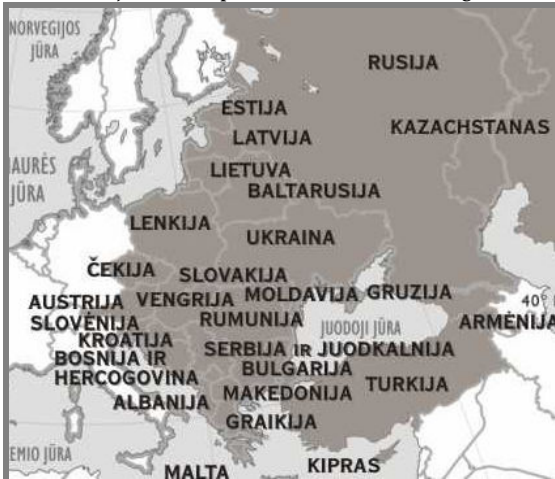 NORVEGIJOS
JŪRA
RUSIJA
ESTIJA
KAZACHSTANAS
LATVIJA
IAURĖS
JŪRA
LIETUVA
BALTARUSIJA
LENKIJA
UKRAINA
ČEKIJA
SLOVAKIJA
AUSTRIJA VENGRIJA MOLDAVIJA GRUZIJA
40°
SLOVĖNIJA RUMUNIJA JUODOJI JŪRA ARMĖNIJA
KROATIJA
BOSNIJA IR
HERCOGOVINA
SERBIJA IR JUODKALNIJA
BULGARIJA
ALBANIJA MAKEDONIJA TURKIJA
GRAIKIJA
EMIO JŪRA
MALTA KIPRAS